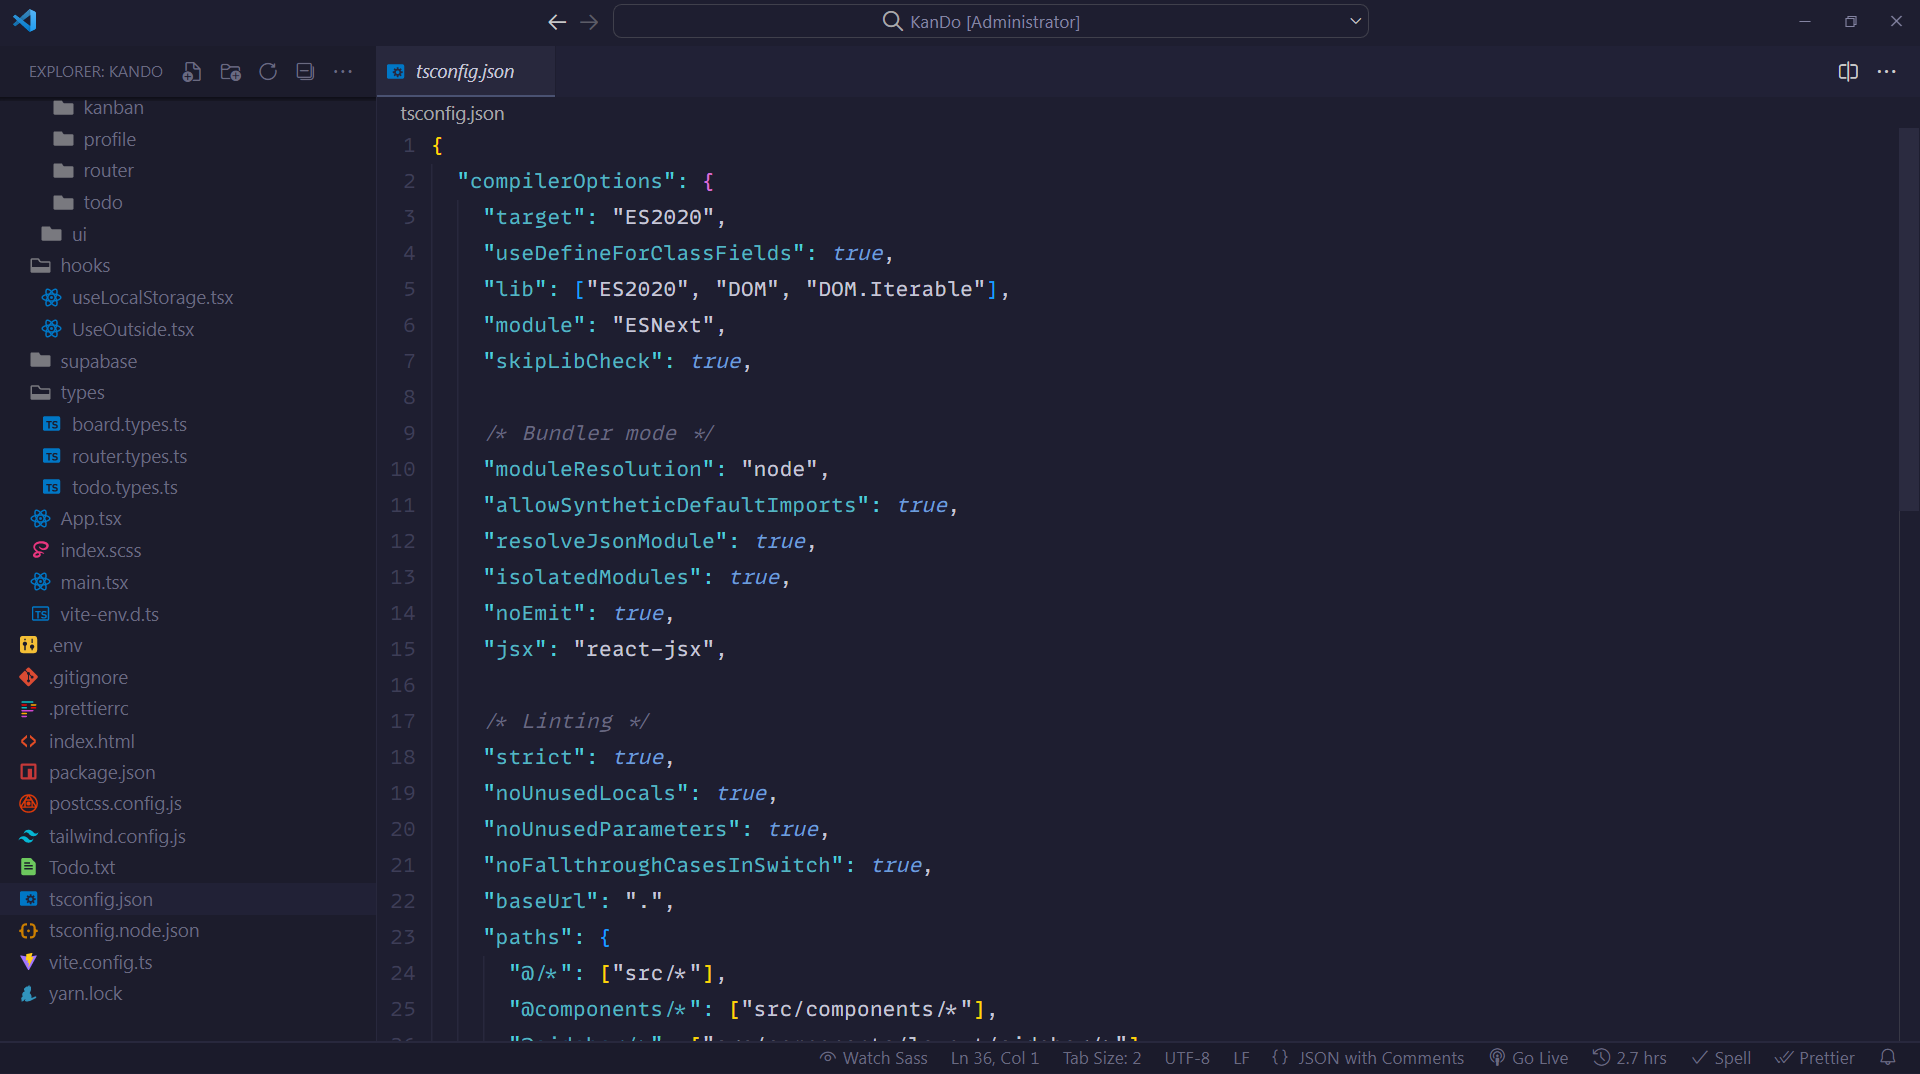 KanDo [Administrator]
EXPLORER: KANDO
kanban
profile
router
todo
ui
hooks
useLocalStorage.tsx
UseOutside.tsx
supabase
types
board.types.ts
router.types.ts
todo.types.ts
App.tsx
index.scss
main.tsx
vite-env.d.ts
.env
.gitignore
.prettierrc
index.html
package.json
postcss.config.js
tailwind.config.js
Todo.txt
tsconfig.json
tsconfig.node.json
vite.config.ts
yarn.lock
tsconfig.json
tsconfig.json
1 {
2 "compilerOptions": {
3 "target": "ES2020",
4 "useDefineForClassFields": true,
5 "lib": ["ES2020", "DOM", "DOM.Iterable"],
6 "module": "ESNext",
7 "skipLibCheck": true,
8
9 /* Bundler mode */
10 "moduleResolution": "node",
11 "allowSyntheticDefaultImports": true,
12 "resolveJsonModule": true,
13 "isolatedModules": true,
14 "noEmit": true,
15 "jsx": "react-jsx",
16
17 /* Linting */
18 "strict": true,
19 "noUnusedLocals": true,
20 "noUnusedParameters": true,
21 "noFallthroughCasesInSwitch": true,
22 "baseUrl": ".",
23 "paths": {
24 "@/*": ["src/*"],
25 "@components/*": ["src/components/*"],
Watch Sass Ln 36, Col 1 Tab Size: 2 UTF-8 LF {} JSON with Comments Go Live 2.7 hrs Spell Prettier